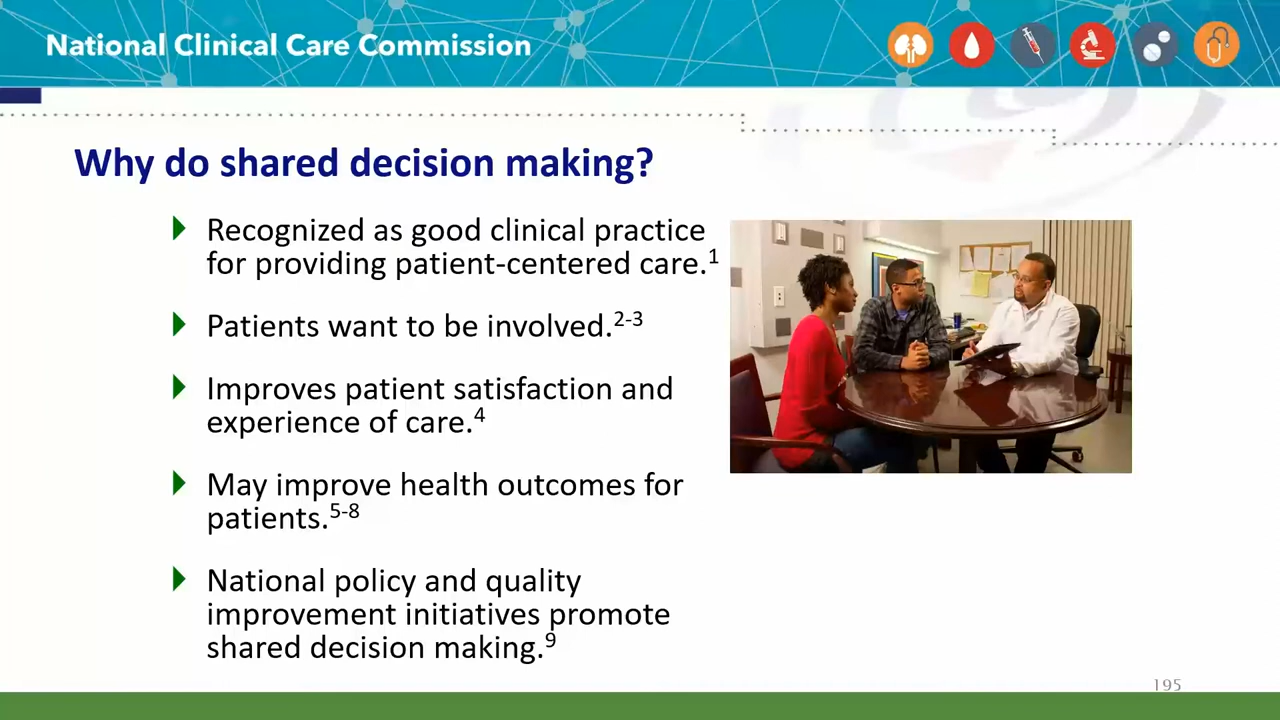 National Clinical Care Commission
Why do shared decision making?
Recognized as good clinical practice
for providing patient-centered care.1
Patients want to be involved.2-3
Improves patient satisfaction and
experience of care.4
May improve health outcomes for
patients.5-8
National policy and quality
improvement initiatives promote
shared decision making.9
195